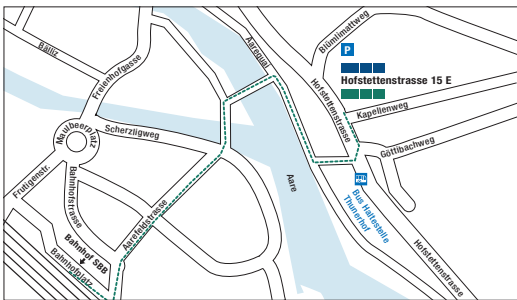 Bälliz
Freienhofgasse
Aarequai
Blümlimattweg
P
Hofstettenstrasse 15 E
Hofstettenstrasse
Kapellenweg
Maulbeerplatz
Scherzligweg
Göttibachweg
Frutigenstr.
Bahnhofstrasse
Aare
Bus Haltestelle
Thunerhof
Aarefeldstrasse
Bahnhof SBB
Bahnhofplatz
Hofstettenstrasse